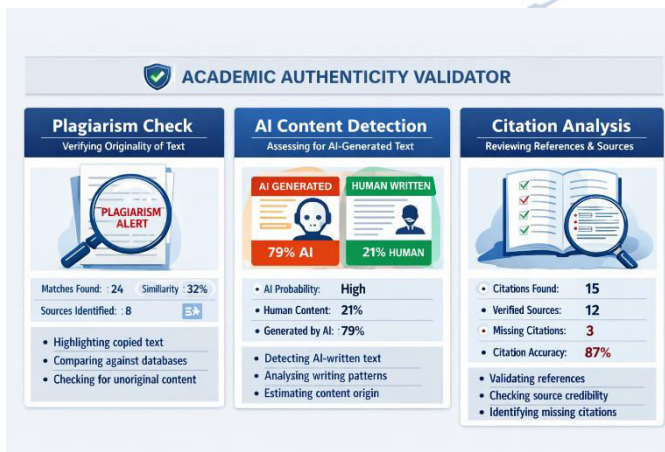 ACADEMIC AUTHENTICITY VALIDATOR
Plagiarism Check
Verifying Originality of Text
PLAGIARISM
ALERT
Matches Found: : 24 Simillarity : 32%
Sources Identified: : 8
• Highlighting copied text
• Comparing against databases
• Checking for unoriginal content
AI Content Detection
Assessing for AI-Generated Text
AI GENERATED HUMAN WRITTEN
79% AI 21% HUMAN
• AI Probability: High
• Human Content: 21%
• Generated by AI: : 79%
• Detecting AI-written text
• Analysing writing patterns
• Estimating content origin
Citation Analysis
Reviewing References & Sources
• Citations Found: 15
• Verified Sources: 12
• Missing Citations: 3
• Citation Accuracy: 87%
• Validating references
• Checking source credibility
• Identifying missing citations